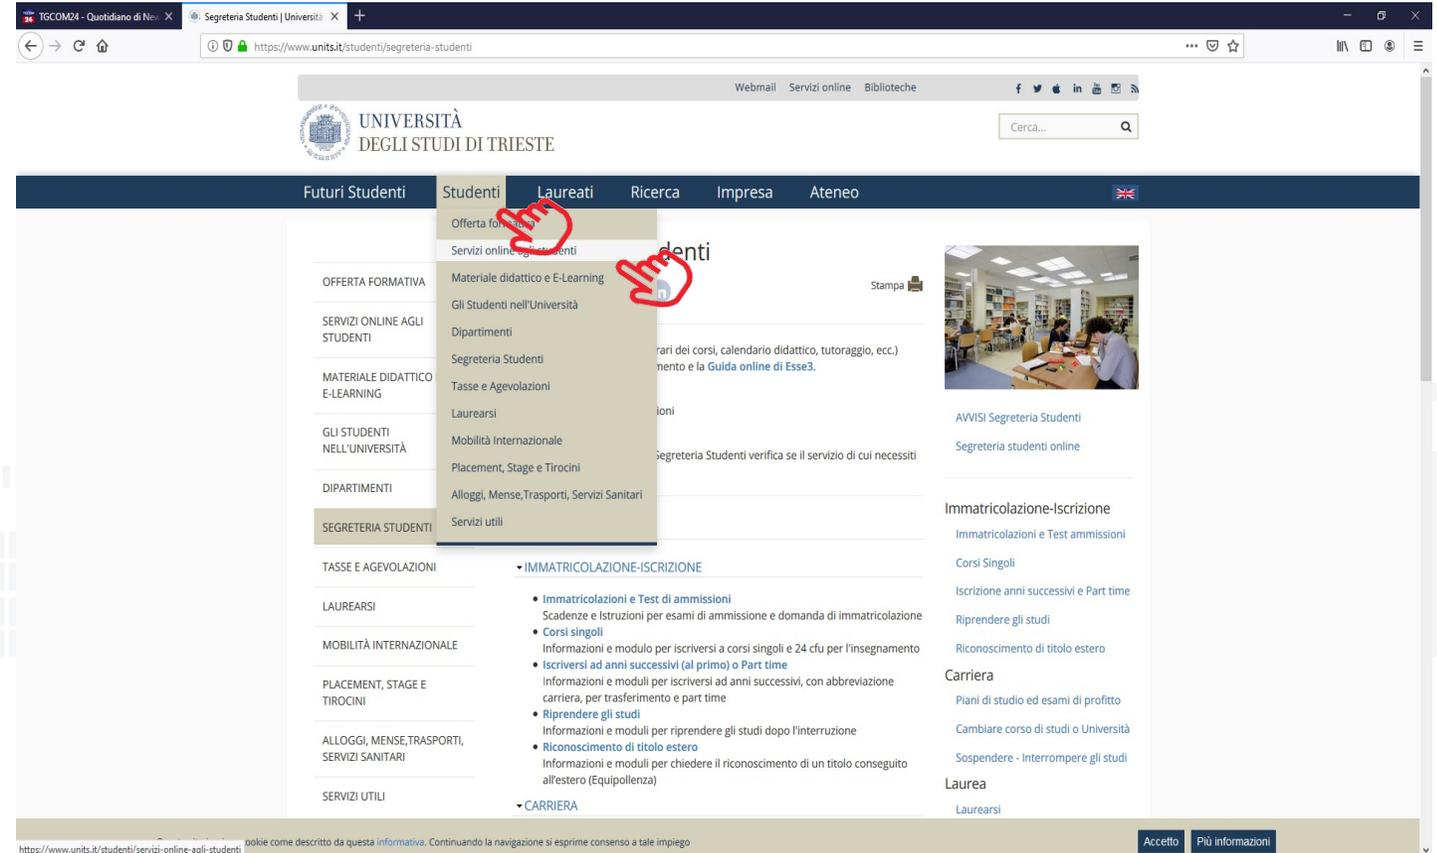 TGCOM24 - Quotidiano di New
Segreteria Studenti | Università
https://www.units.it/studenti/segreteria-studenti
Webmail Servizi online Biblioteche
UNIVERSITÀ
DEGLI STUDI DI TRIESTE
Cerca...
Futuri Studenti Studenti Laureati Ricerca Impresa Ateneo
Offerta formativa
Servizi online agli studenti
Materiale didattico e E-Learning
Gli Studenti nell'Università
Dipartimenti
Segreteria Studenti
Tasse e Agevolazioni
Laurearsi
Mobilità Internazionale
Placement, Stage e Tirocini
Alloggi, Mense,Trasporti, Servizi Sanitari
Servizi utili
OFFERTA FORMATIVA
SERVIZI ONLINE AGLI
STUDENTI
MATERIALE DIDATTICO
E-LEARNING
GLI STUDENTI
NELL'UNIVERSITÀ
DIPARTIMENTI
SEGRETERIA STUDENTI
TASSE E AGEVOLAZIONI
LAUREARSI
MOBILITÀ INTERNAZIONALE
PLACEMENT, STAGE E
TIROCINI
ALLOGGI, MENSE,TRASPORTI,
SERVIZI SANITARI
SERVIZI UTILI
denti
Stampa
rari dei corsi, calendario didattico, tutoraggio, ecc.)
mento e la Guida online di Esse3.
ioni
Segreteria Studenti verifica se il servizio di cui necessiti
IMMATRICOLAZIONE-ISCRIZIONE
• Immatricolazioni e Test di ammissioni
Scadenze e Istruzioni per esami di ammissione e domanda di immatricolazione
• Corsi singoli
Informazioni e modulo per iscriversi a corsi singoli e 24 cfu per l'insegnamento
• Iscriversi ad anni successivi (al primo) o Part time
Informazioni e moduli per iscriversi ad anni successivi, con abbreviazione
carriera, per trasferimento e part time
• Riprendere gli studi
Informazioni e moduli per riprendere gli studi dopo l'interruzione
• Riconoscimento di titolo estero
Informazioni e moduli per chiedere il riconoscimento di un titolo conseguito
all'estero (Equipollenza)
CARRIERA
AVVISI Segreteria Studenti
Segreteria studenti online
Immatricolazione-Iscrizione
Immatricolazioni e Test ammissioni
Corsi Singoli
Iscrizione anni successivi e Part time
Riprendere gli studi
Riconoscimento di titolo estero
Carriera
Piani di studio ed esami di profitto
Cambiare corso di studi o Università
Sospendere - Interrompere gli studi
Laurea
Laurearsi
ookie come descritto da questa informativa. Continuando la navigazione si esprime consenso a tale impiego
Accetto Più informazioni
https://www.units.it/studenti/servizi-online-agli-studenti